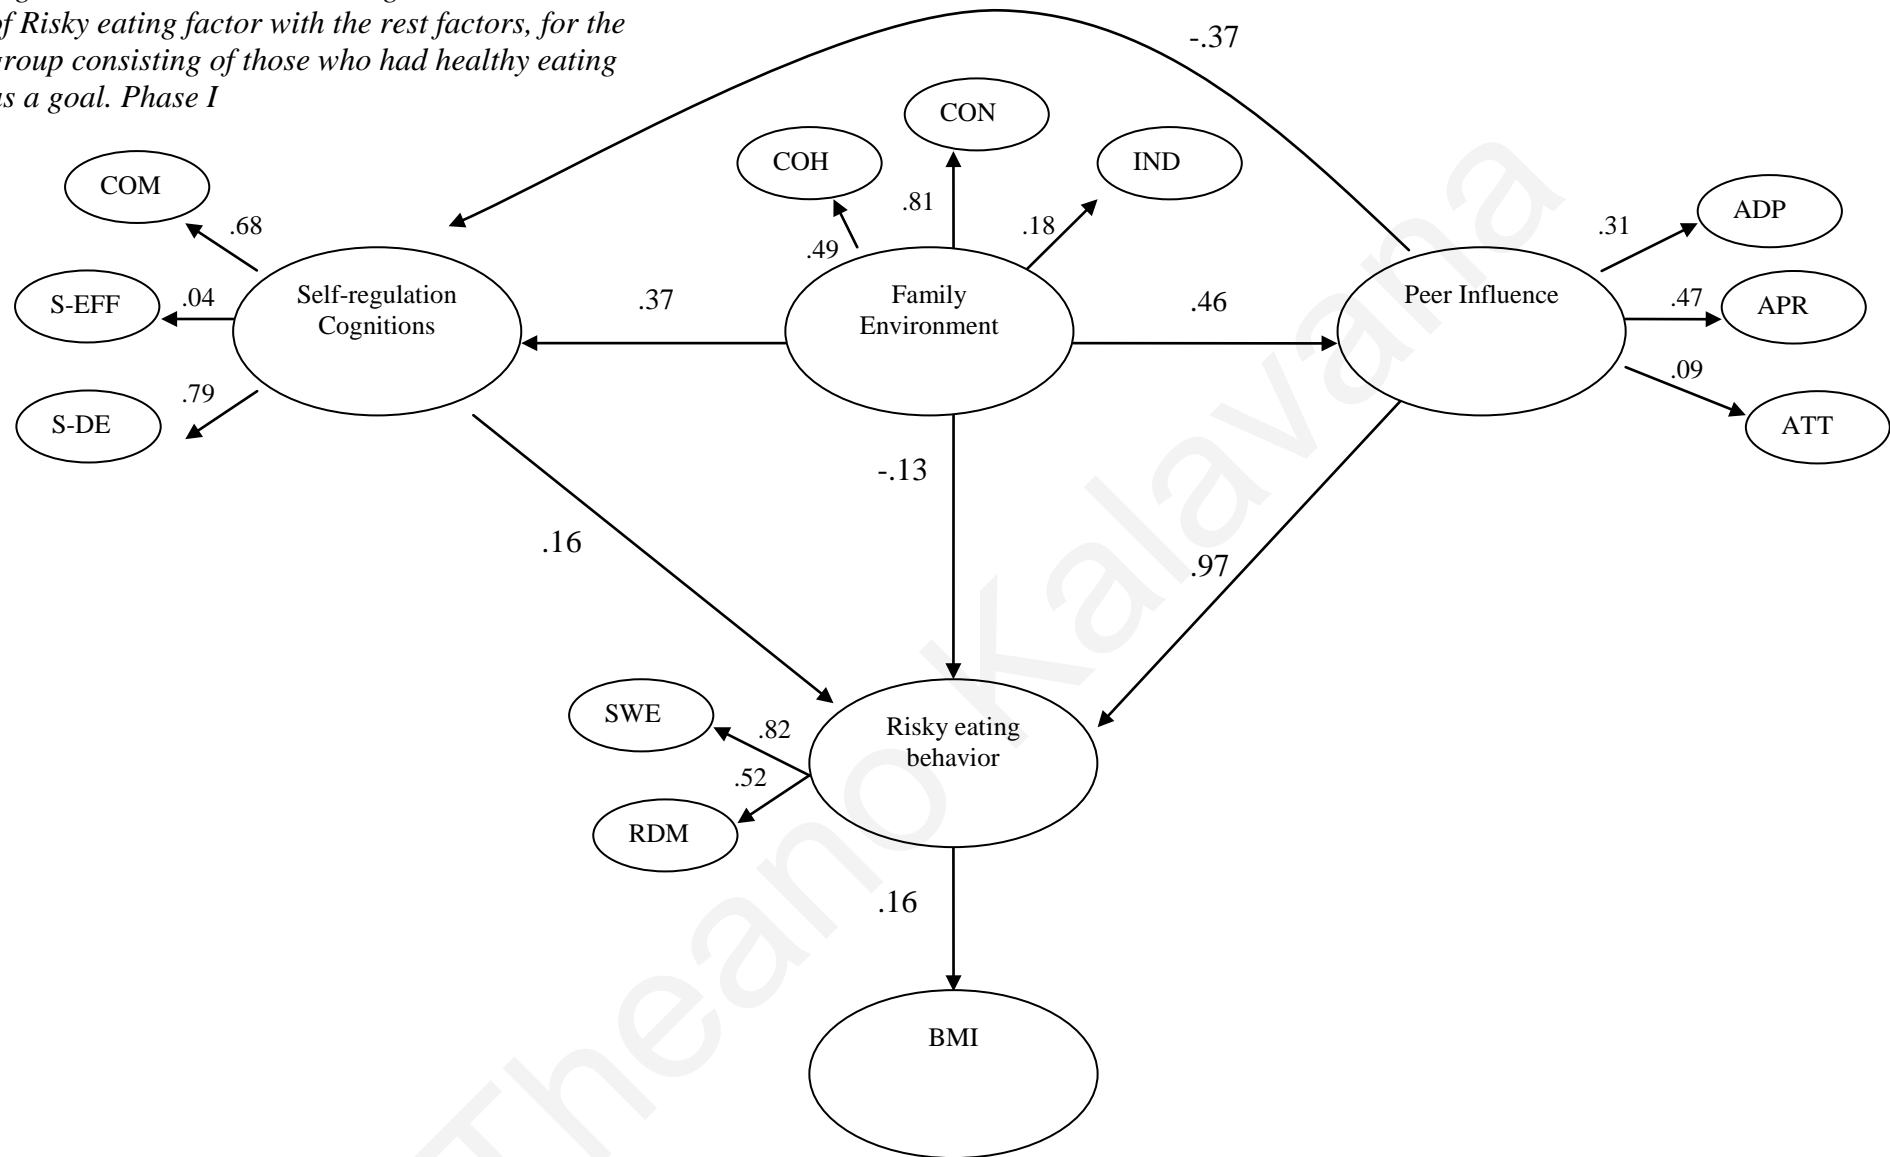 of Risky eating factor with the rest factors, for the
group consisting of those who had healthy eating
as a goal. Phase I
-.37
CON
COH
IND
COM
ADP
.68
.81
.18
.31
.49
S-EFF
.04
Self-regulation
Cognitions
.37
Family
Environment
.46
Peer Influence
.47
APR
.79
.09
S-DE
ATT
-.13
.16
.97
SWE
.82
Risky eating
behavior
.52
RDM
.16
BMI
Theano Kalavana